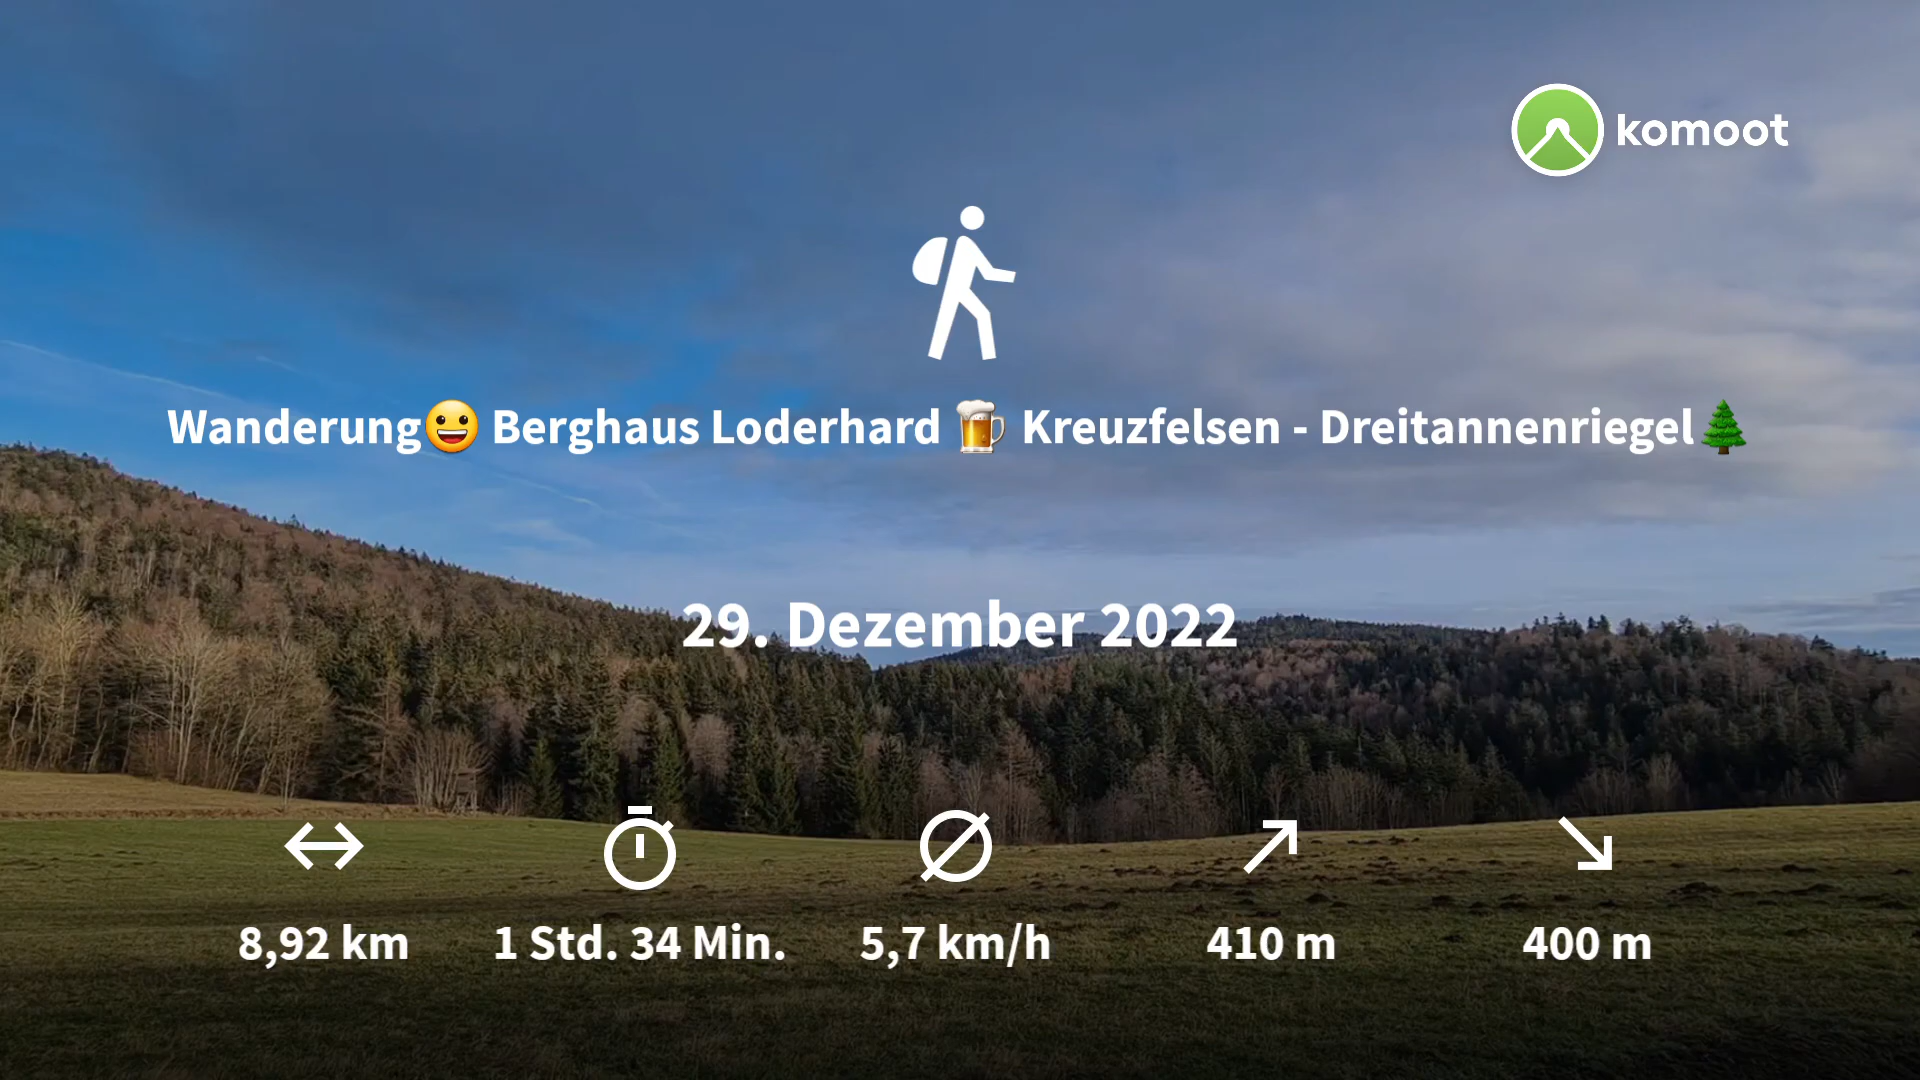 komoot
Wanderung😀 Berghaus Loderhard 🍺 Kreuzfelsen - Dreitannenriegel🌲
29. Dezember 2022
8,92 km 1 Std. 34 Min. 5,7 km/h 410 m 400 m